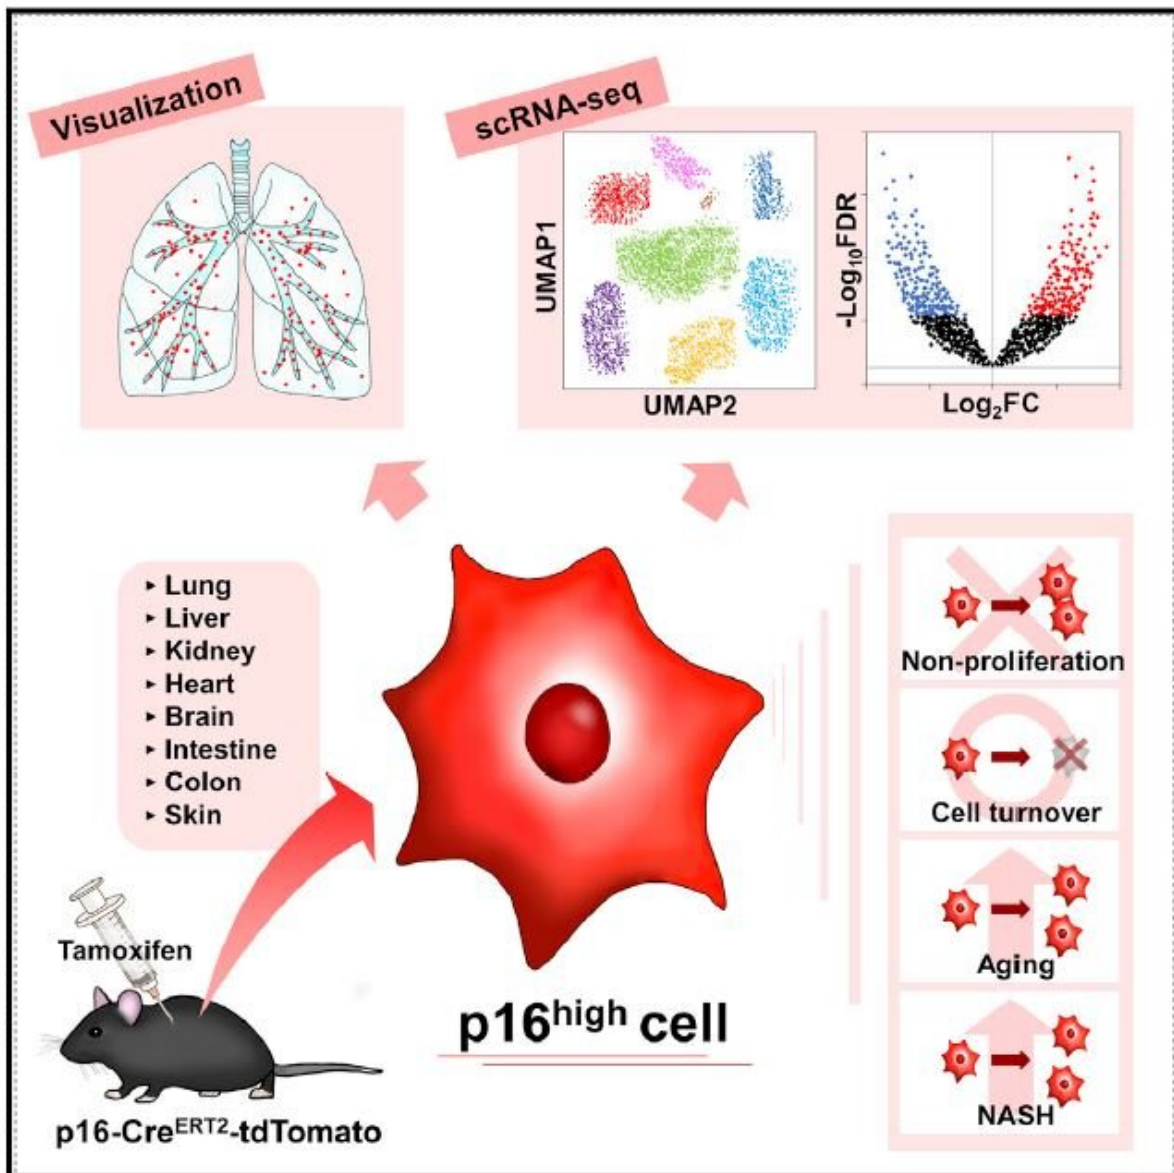 Visualization
scRNA-seq
UMAP1
UMAP2
-Log₁₀FDR
Log₂FC
▸ Lung
▸ Liver
▸ Kidney
▸ Heart
▸ Brain
▸ Intestine
▸ Colon
▸ Skin
Tamoxifen
p16-Creᴱᴿᵀ²-tdTomato
p16ʰⁱᵍʰ cell
Non-proliferation
Cell turnover
Aging
NASH